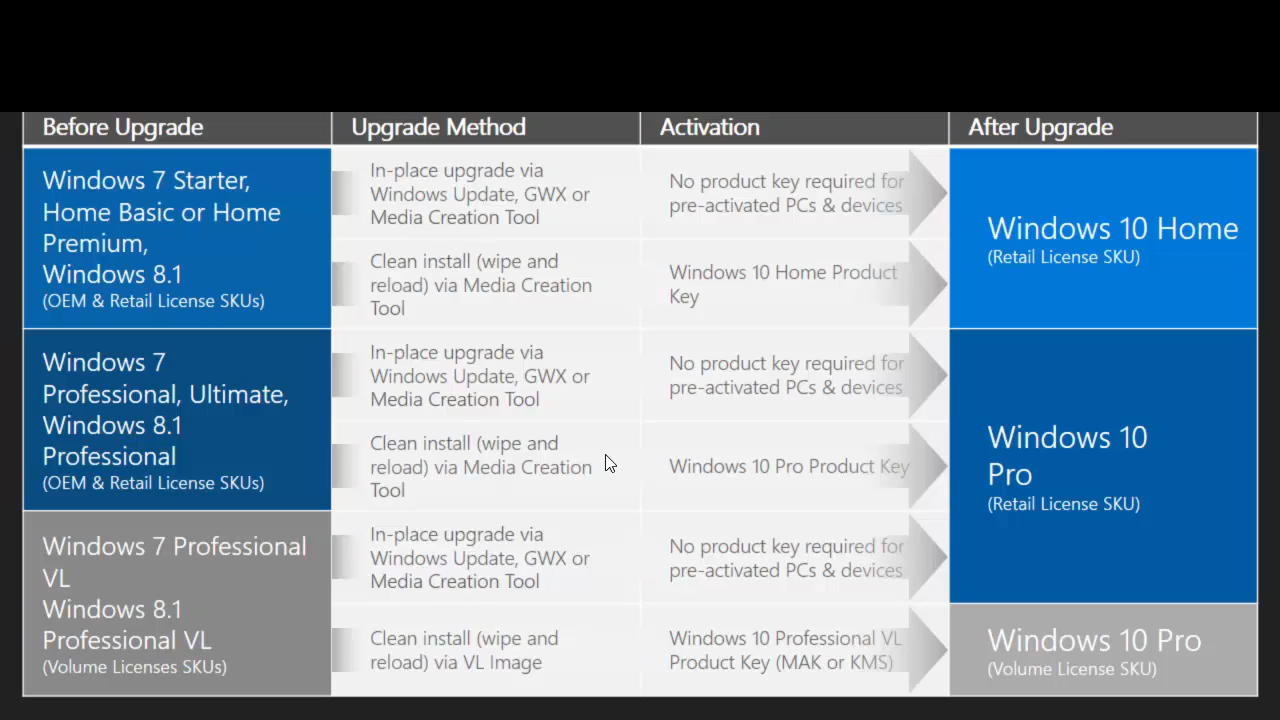 Before Upgrade
Upgrade Method
Activation
After Upgrade
Windows 7 Starter,
Home Basic or Home
Premium,
Windows 8.1
(OEM & Retail License SKUs)
In-place upgrade via
Windows Update, GWX or
Media Creation Tool
No product key required for
pre-activated PCs & devices
Clean install (wipe and
reload) via Media Creation
Tool
Windows 10 Home Product
Key
Windows 10 Home
(Retail License SKU)
Windows 7
Professional, Ultimate,
Windows 8.1
Professional
(OEM & Retail License SKUs)
In-place upgrade via
Windows Update, GWX or
Media Creation Tool
No product key required for
pre-activated PCs & devices
Clean install (wipe and
reload) via Media Creation
Tool
Windows 10 Pro Product Key
Windows 10
Pro
(Retail License SKU)
Windows 7 Professional
VL
Windows 8.1
Professional VL
(Volume Licenses SKUs)
In-place upgrade via
Windows Update, GWX or
Media Creation Tool
No product key required for
pre-activated PCs & devices
Clean install (wipe and
reload) via VL Image
Windows 10 Professional VL
Product Key (MAK or KMS)
Windows 10 Pro
(Volume License SKU)